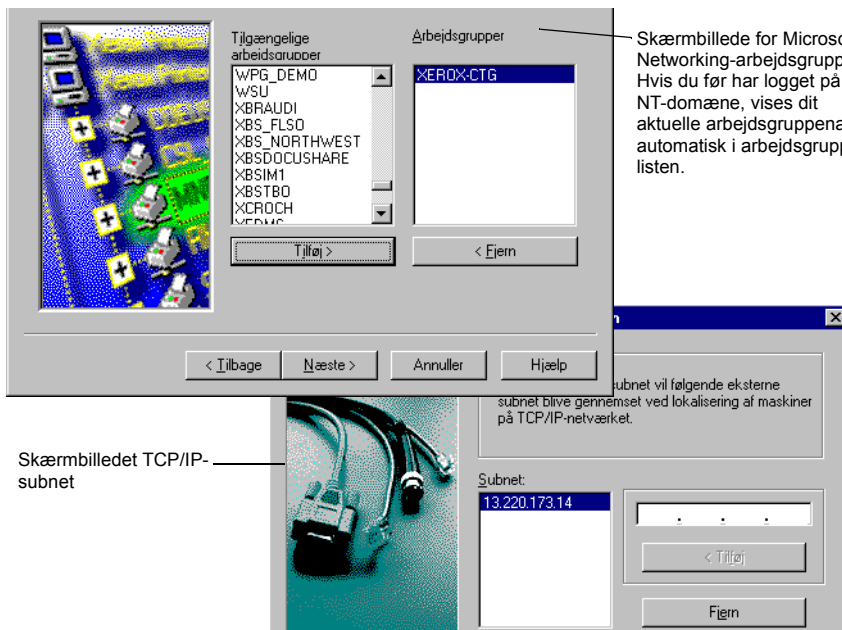 Tilgængelige
arbejdsgrupper
Arbejdsgrupper
WPG_DEMO
WSU
XBRAUDI
XBS_FLSO
XBS_NORTHWEST
XBSDOCUSHARE
XBSIM1
XBSTBO
XCROCH
XEROX-CTG
Tilføj >
< Fjern
< Tilbage
Næste >
Annuller
Hjælp
Skærmbillede for Microso
Networking-arbejdsgrupp
Hvis du før har logget på
NT-domæne, vises dit
aktuelle arbejdsgruppena
automatisk i arbejdsgrupp
listen.
subnet vil følgende eksterne
subnet blive gennemset ved lokalisering af maskiner
på TCP/IP-netværket.
Skærmbilledet TCP/IP-
subnet
Subnet:
13.220.173.14
. . .
< Tilføj
Fjern